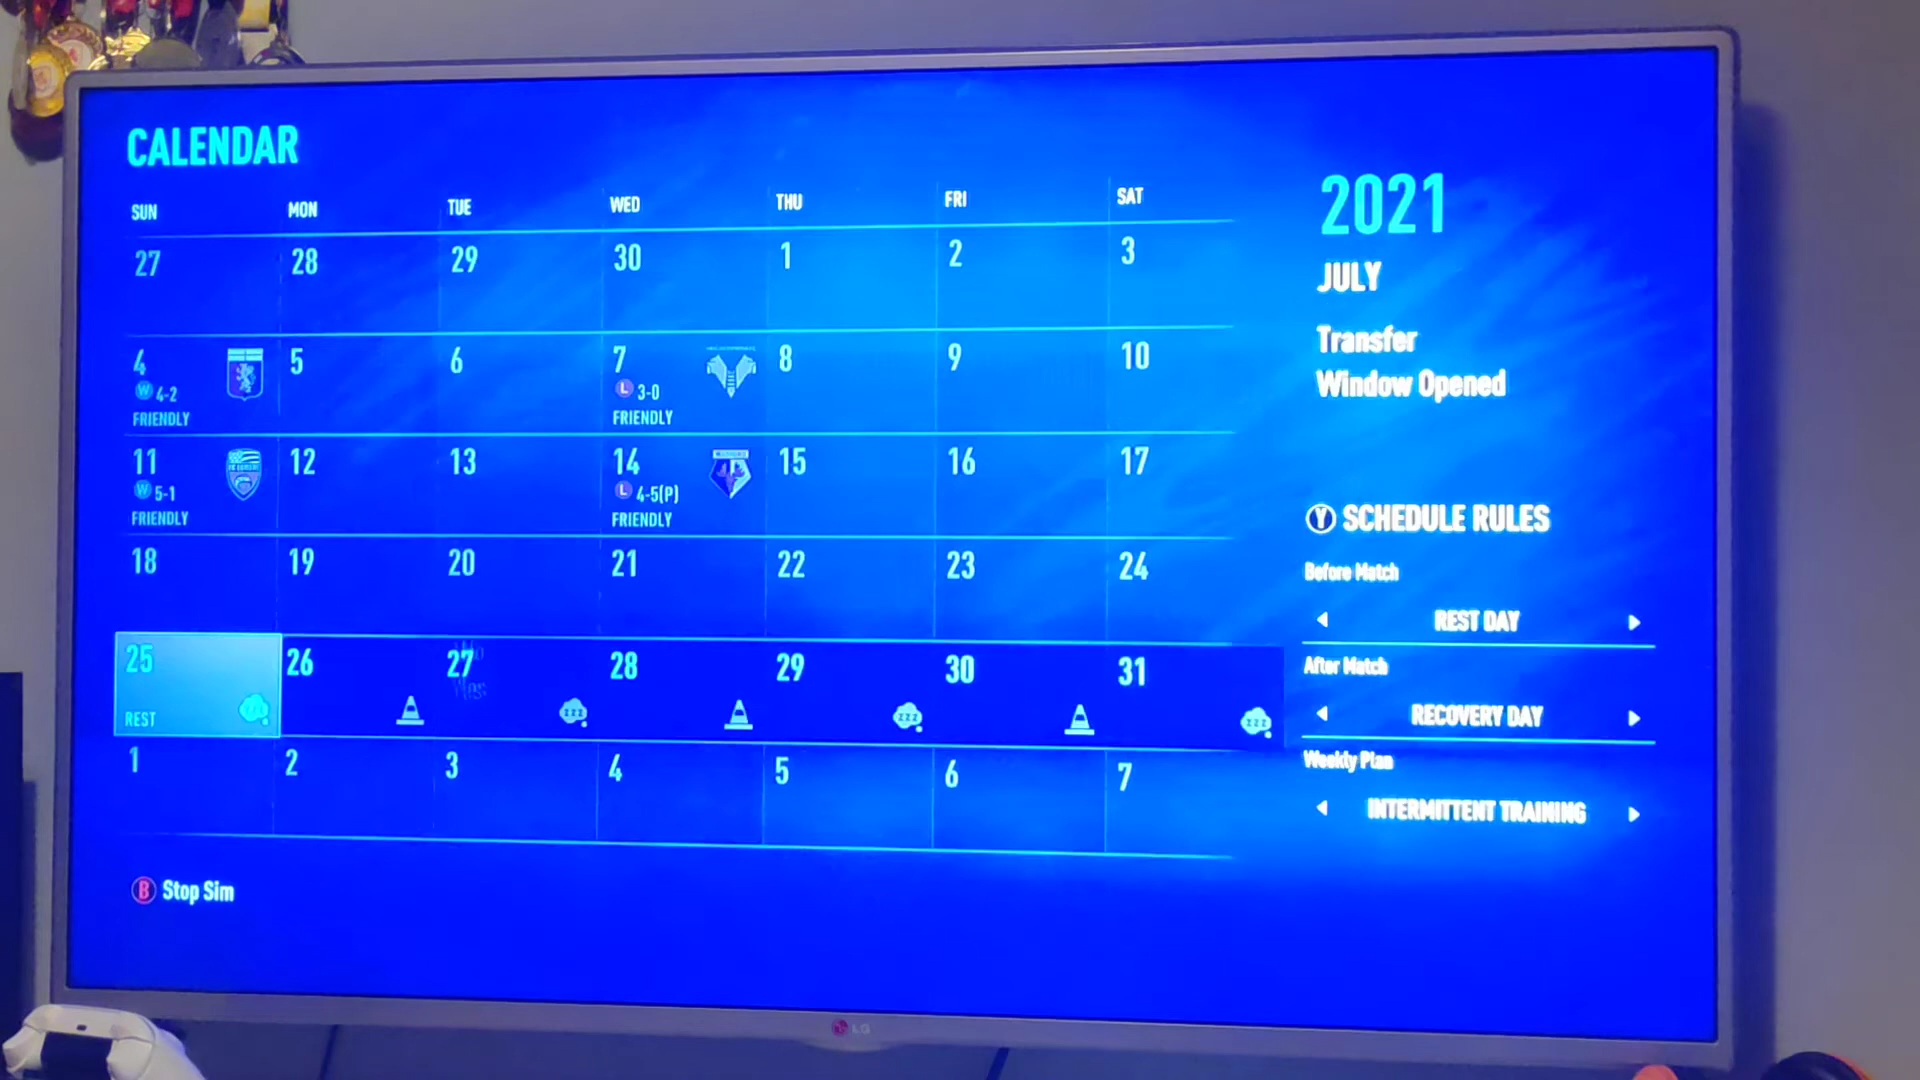 CALENDAR
SUN MON TUE WED THU FRI SAT
27 28 29 30 1 2 3
4 5 6 7 8 9 10
W 4-2 L 3-0
FRIENDLY FRIENDLY
11 12 13 14 15 16 17
W 5-1 L 4-5(P)
FRIENDLY FRIENDLY
18 19 20 21 22 23 24
25 26 27 28 29 30 31
REST
zzz zzz zzz
1 2 3 4 5 6 7
B Stop Sim
2021
JULY
Transfer
Window Opened
Y SCHEDULE RULES
Before Match
REST DAY
After Match
RECOVERY DAY
Weekly Plan
INTERMITTENT TRAINING
LG